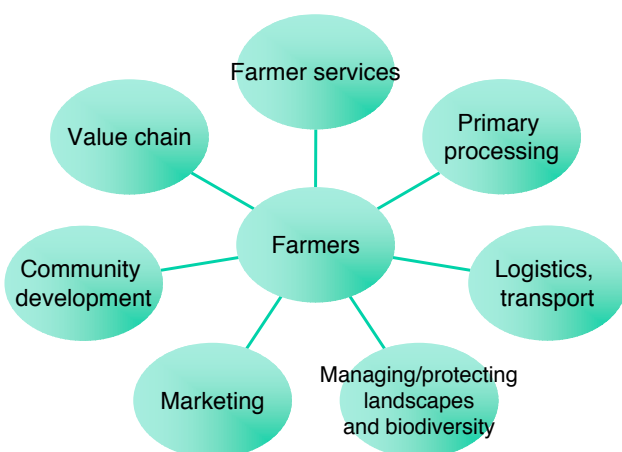 Farmer services
Primary
processing
Logistics,
transport
Managing/protecting
landscapes
and biodiversity
Marketing
Community
development
Value chain
Farmers